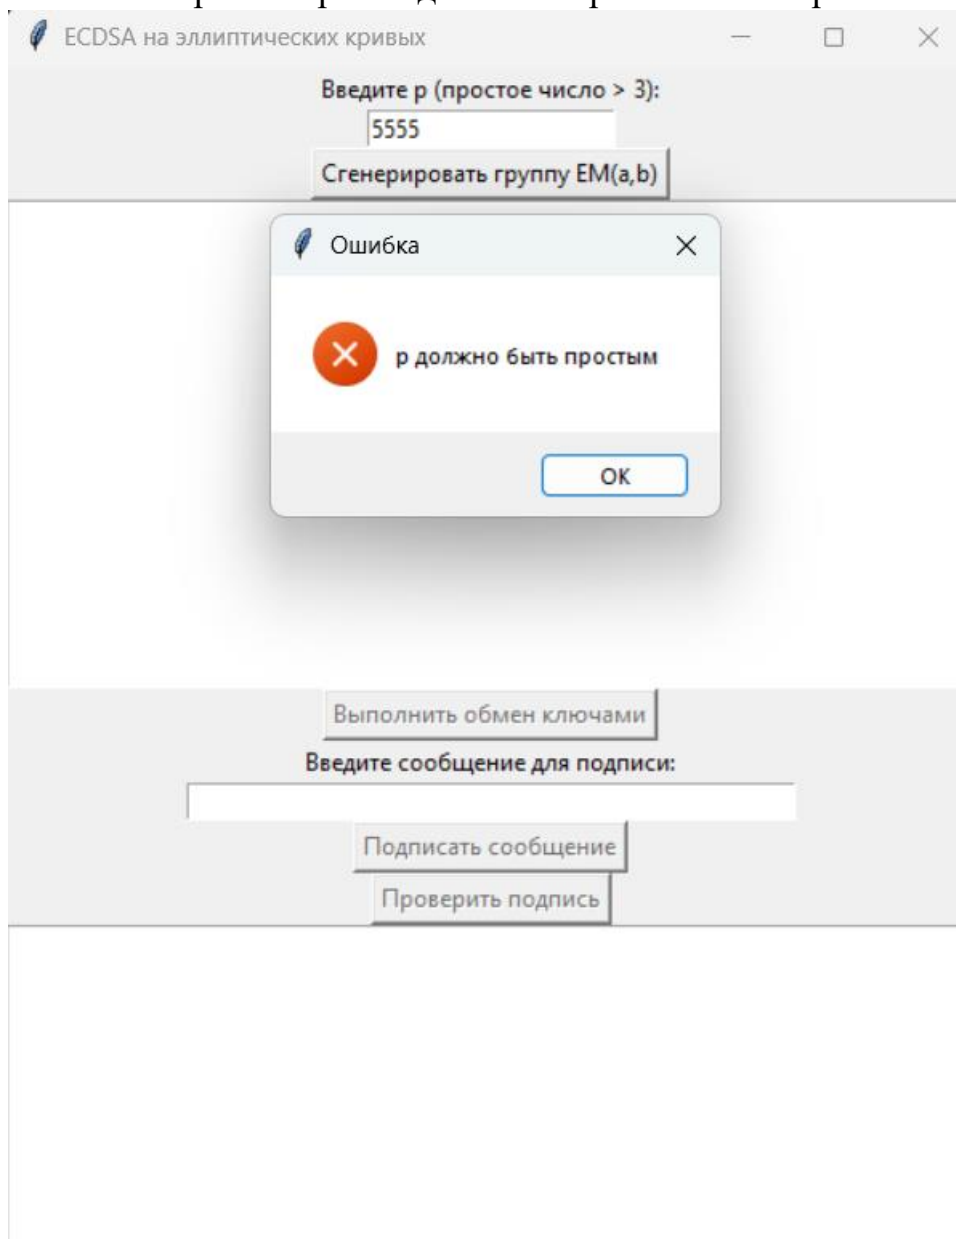 ECDSA на эллиптических кривых
Введите p (простое число > 3):
5555
Сгенерировать группу EM(a,b)
Ошибка
p должно быть простым
OK
Выполнить обмен ключами
Введите сообщение для подписи:
Подписать сообщение
Проверить подпись